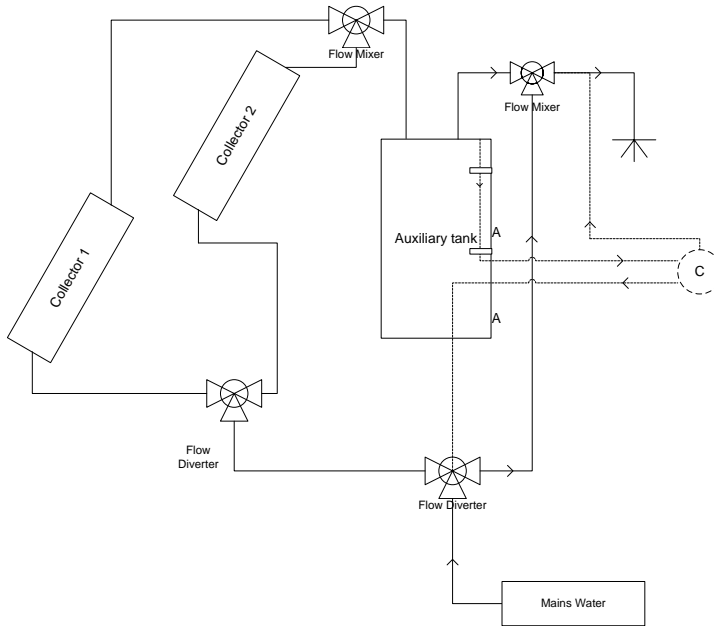 Flow Mixer
Collector 2
Flow Mixer
Collector 1
Auxiliary tank
A
C
A
Flow
Diverter
Flow Diverter
Mains Water